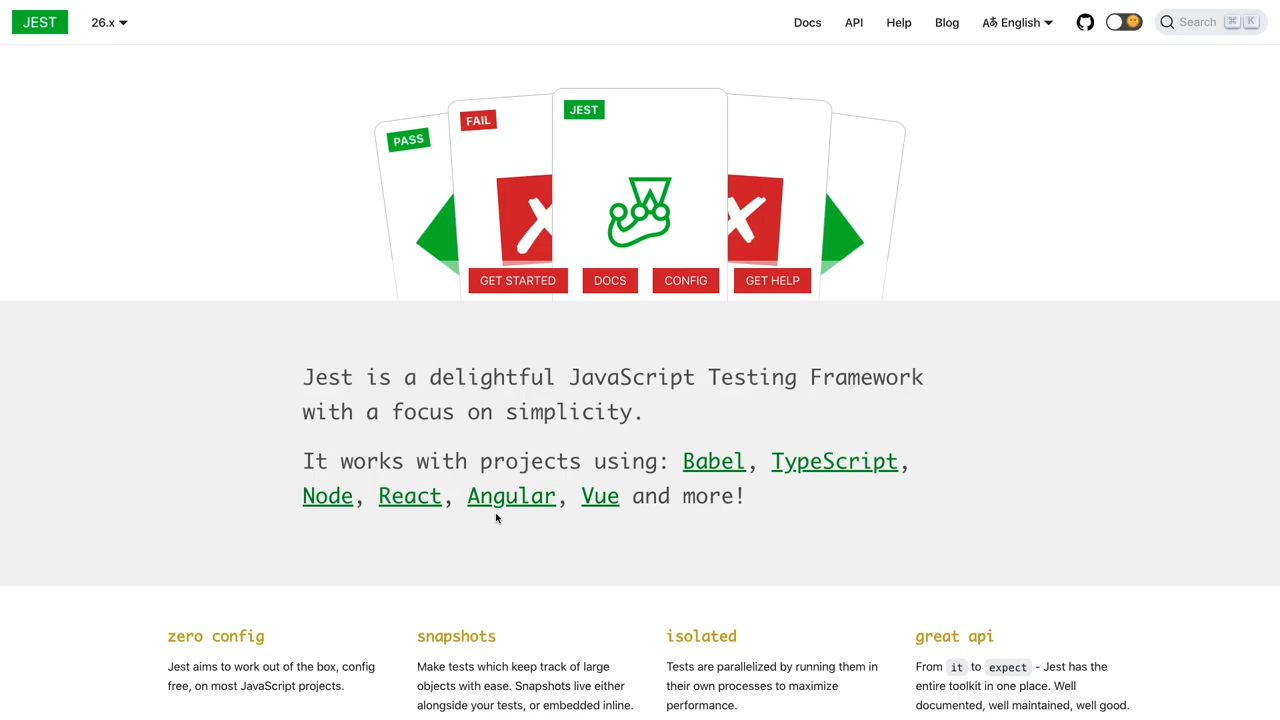 JEST 26.x Docs API Help Blog English Search ⌘ K
PASS
FAIL
JEST
GET STARTED DOCS CONFIG GET HELP
Jest is a delightful JavaScript Testing Framework
with a focus on simplicity.
It works with projects using: Babel, TypeScript,
Node, React, Angular, Vue and more!
zero config
Jest aims to work out of the box, config
free, on most JavaScript projects.
snapshots
Make tests which keep track of large
objects with ease. Snapshots live either
alongside your tests, or embedded inline.
isolated
Tests are parallelized by running them in
their own processes to maximize
performance.
great api
From it to expect - Jest has the
entire toolkit in one place. Well
documented, well maintained, well good.